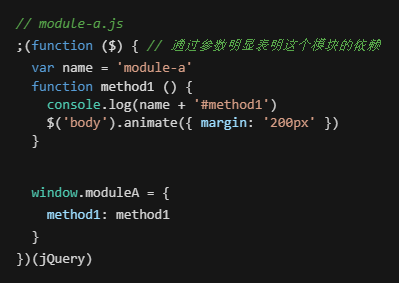 // module-a.js
;(function ($) { // 通过参数明显表明这个模块的依赖
  var name = 'module-a'
  function method1 () {
    console.log(name + '#method1')
    $('body').animate({ margin: '200px' })
  }
  window.moduleA = {
    method1: method1
  }
})(jQuery)